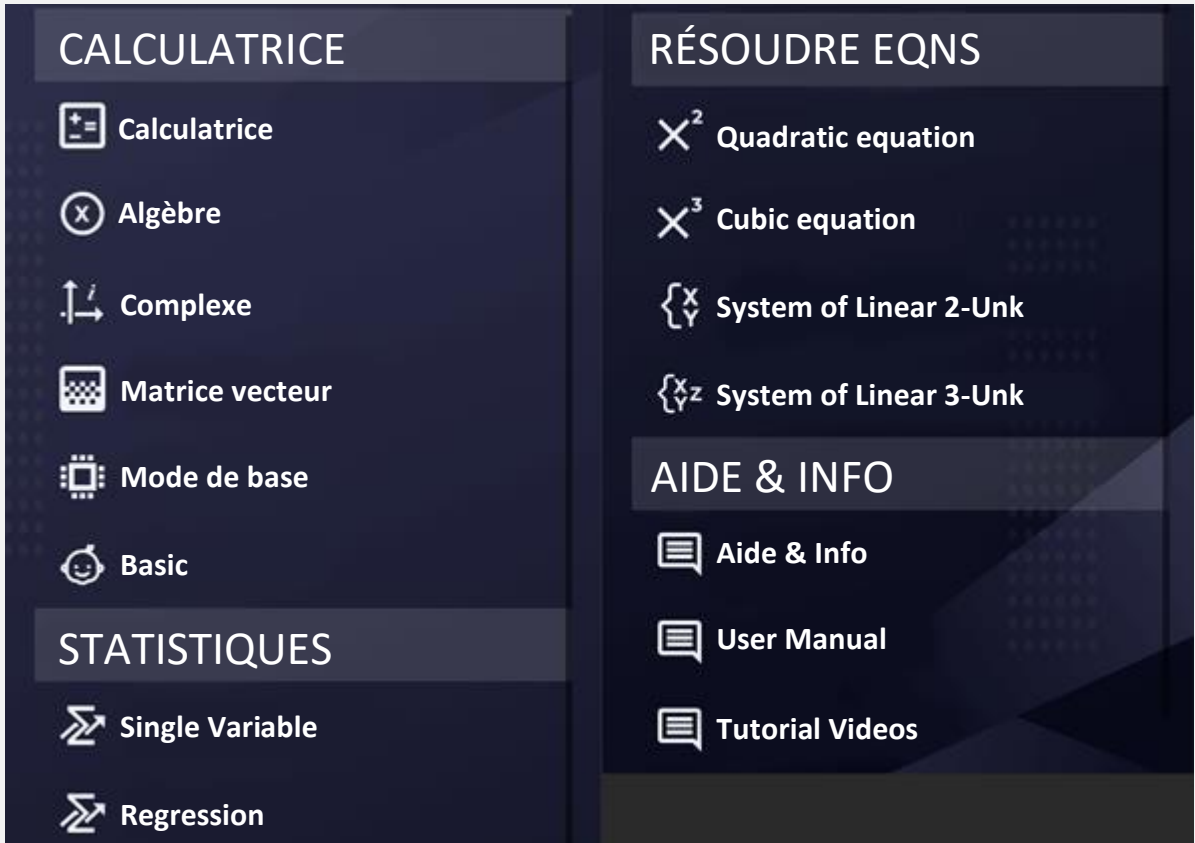 CALCULATRICE
Calculatrice
Algèbre
Complexe
Matrice vecteur
Mode de base
Basic
STATISTIQUES
Single Variable
Regression
RÉSOUDRE EQNS
Quadratic equation
Cubic equation
System of Linear 2-Unk
System of Linear 3-Unk
AIDE & INFO
Aide & Info
User Manual
Tutorial Videos